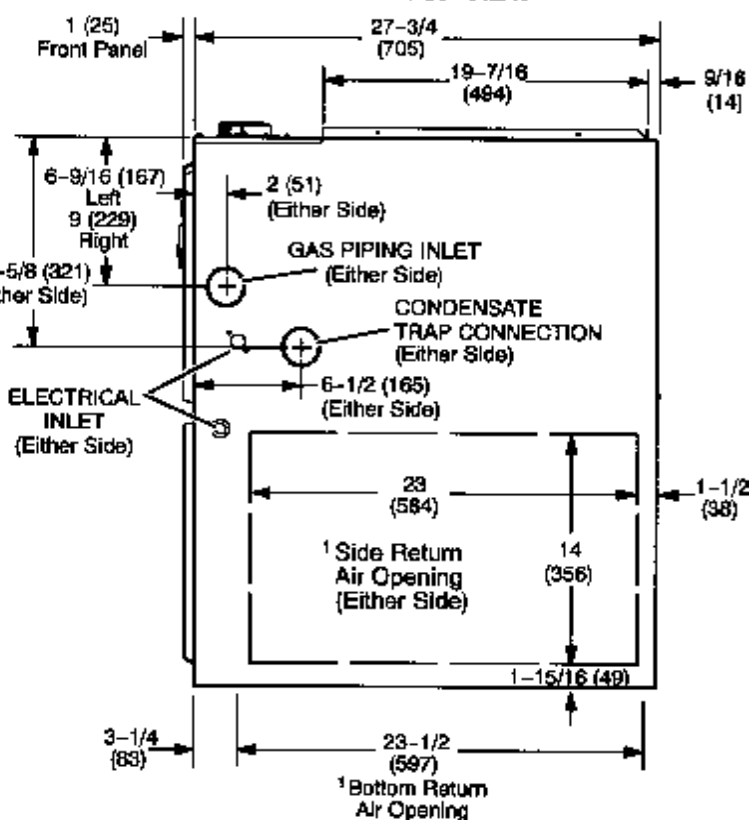 1 (25)
Front Panel
27-3/4
(705)
19-7/16
(494)
9/16
(14)
6-9/16 (167)
Left
9 (229)
Right
2 (51)
(Either Side)
GAS PIPING INLET
(Either Side)
-5/8 (321)
ther Side)
CONDENSATE
TRAP CONNECTION
(Either Side)
6-1/2 (165)
(Either Side)
ELECTRICAL
INLET
(Either Side)
23
(584)
1-1/2
(38)
1 Side Return
Air Opening
(Either Side)
14
(356)
1-15/16 (49)
3-1/4
(83)
23-1/2
(597)
1 Bottom Return
Air Opening